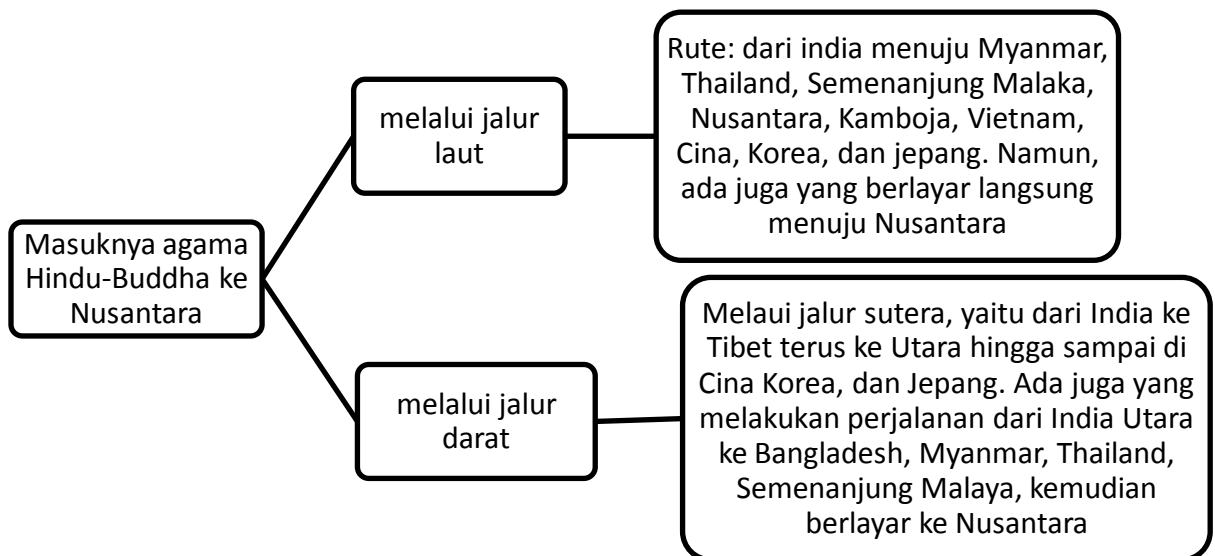 Masuknya agama
Hindu-Buddha ke
Nusantara
melalui jalur
laut
Rute: dari india menuju Myanmar,
Thailand, Semenanjung Malaka,
Nusantara, Kamboja, Vietnam,
Cina, Korea, dan jepang. Namun,
ada juga yang berlayar langsung
menuju Nusantara
melalui jalur
darat
Melaui jalur sutera, yaitu dari India ke
Tibet terus ke Utara hingga sampai di
Cina Korea, dan Jepang. Ada juga yang
melakukan perjalanan dari India Utara
ke Bangladesh, Myanmar, Thailand,
Semenanjung Malaya, kemudian
berlayar ke Nusantara